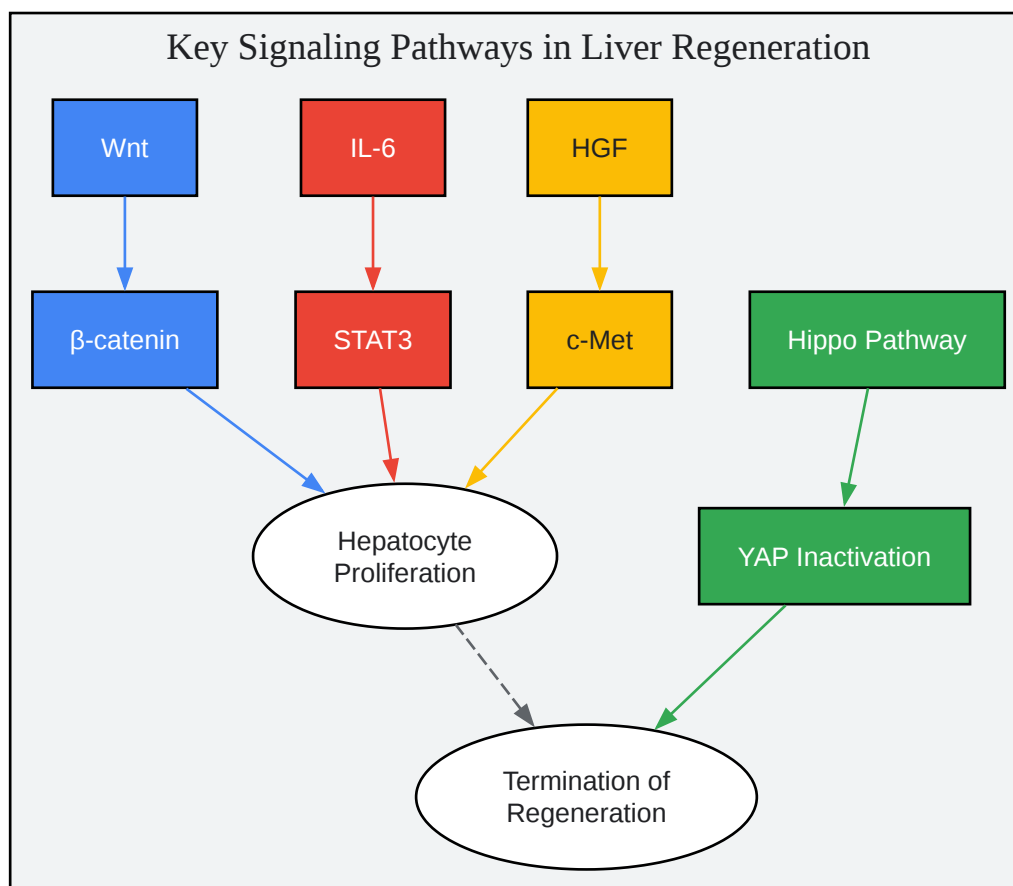 Key Signaling Pathways in Liver Regeneration
Wnt
IL-6
HGF
β-catenin
STAT3
c-Met
Hippo Pathway
Hepatocyte
Proliferation
YAP Inactivation
Termination of
Regeneration